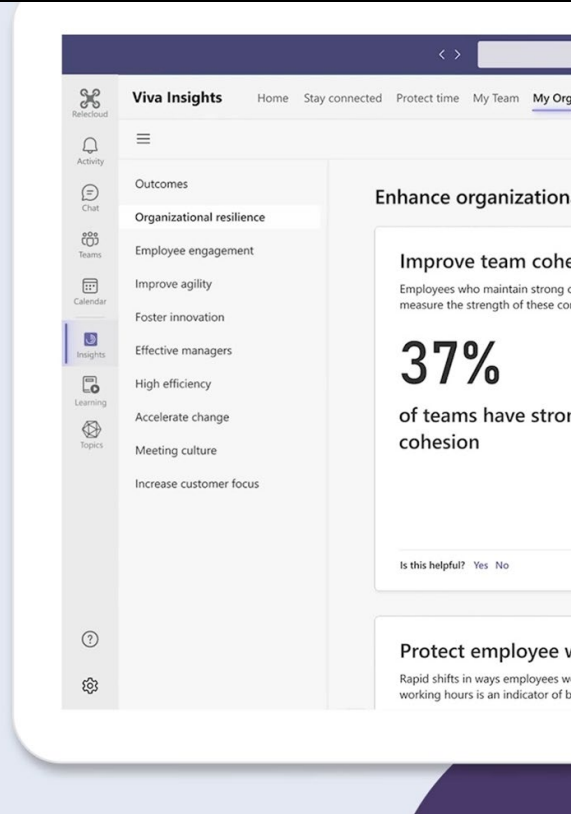 Relecloud
Activity
Chat
Teams
Calendar
Insights
Learning
Topics
Viva Insights
Home Stay connected Protect time My Team My Org
Outcomes
Organizational resilience
Employee engagement
Improve agility
Foster innovation
Effective managers
High efficiency
Accelerate change
Meeting culture
Increase customer focus
Enhance organization
Improve team cohe
Employees who maintain strong c
measure the strength of these co
37%
of teams have stro
cohesion
Is this helpful? Yes No
Protect employee w
Rapid shifts in ways employees w
working hours is an indicator of b